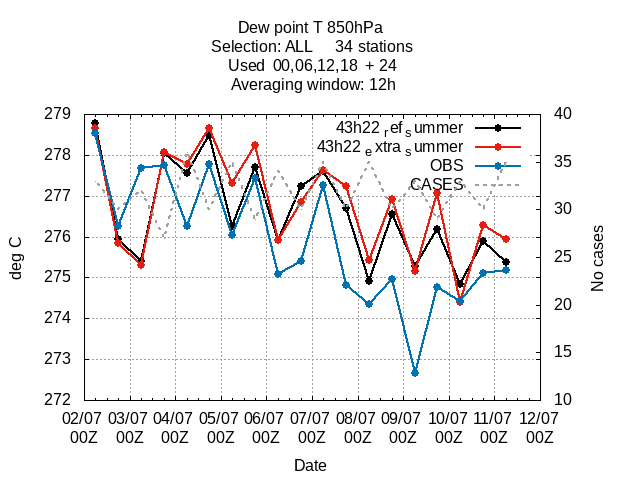 Dew point T 850hPa
Selection: ALL     34 stations
Used  00,06,12,18  + 24
Averaging window: 12h
279
278
277
276
275
274
273
272
deg C
40
35
30
25
20
15
10
No cases
43h22 ref summer
43h22 extra summer
OBS
CASES
02/07 03/07 04/07 05/07 06/07 07/07 08/07 09/07 10/07 11/07 12/07
00Z 00Z 00Z 00Z 00Z 00Z 00Z 00Z 00Z 00Z 00Z
Date